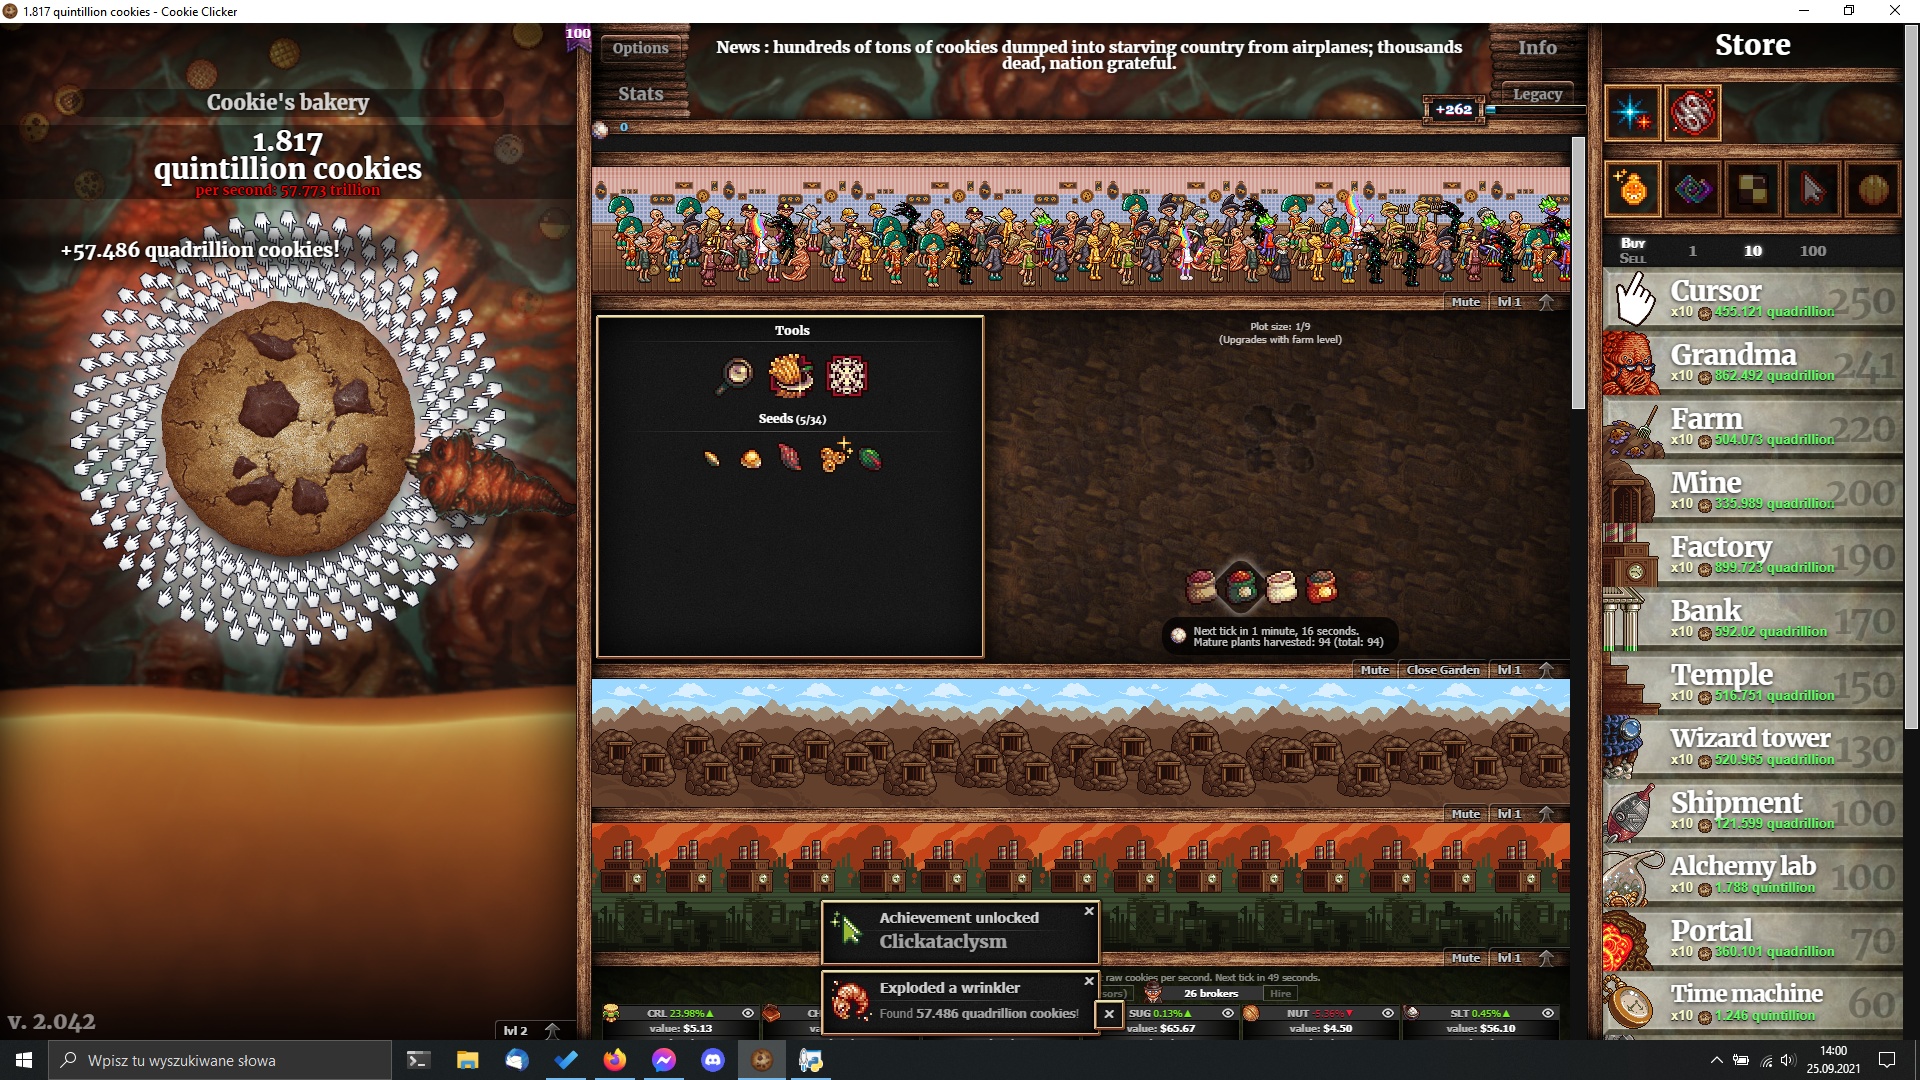 1.817 quintillion cookies - Cookie Clicker
100
Cookie's bakery
1.817
quintillion cookies
per second: 57.773 trillion
+57.486 quadrillion cookies!
v. 2.042
lvl 2
Options
Stats
News : hundreds of tons of cookies dumped into starving country from airplanes; thousands
dead, nation grateful.
Info
Legacy
+262
0
Mute lvl 1
Tools
Seeds (5/34)
Plot size: 1/9
(Upgrades with farm level)
Next tick in 1 minute, 16 seconds.
Mature plants harvested: 94 (total: 94)
Mute Close Garden lvl 1
Mute lvl 1
Mute lvl 1
Achievement unlocked
Clickataclysm
Exploded a wrinkler
Found 57.486 quadrillion cookies!
raw cookies per second. Next tick in 49 seconds.
sors) 26 brokers Hire
CRL 23.98%▲
value: $5.13
CH
SUG 0.13%▲
value: $65.67
NUT -5.36%▼
value: $4.50
SLT 0.45%▲
value: $56.10
Store
Buy
Sell
1 10 100
Cursor 250
x10 455.121 quadrillion
Grandma 241
x10 862.492 quadrillion
Farm 220
x10 504.073 quadrillion
Mine 200
x10 335.989 quadrillion
Factory 190
x10 899.723 quadrillion
Bank 170
x10 592.02 quadrillion
Temple 150
x10 516.751 quadrillion
Wizard tower 130
x10 520.965 quadrillion
Shipment 100
x10 121.599 quadrillion
Alchemy lab 100
x10 1.788 quintillion
Portal 70
x10 360.101 quadrillion
Time machine 60
x10 1.246 quintillion
Wpisz tu wyszukiwane słowa
14:00
25.09.2021